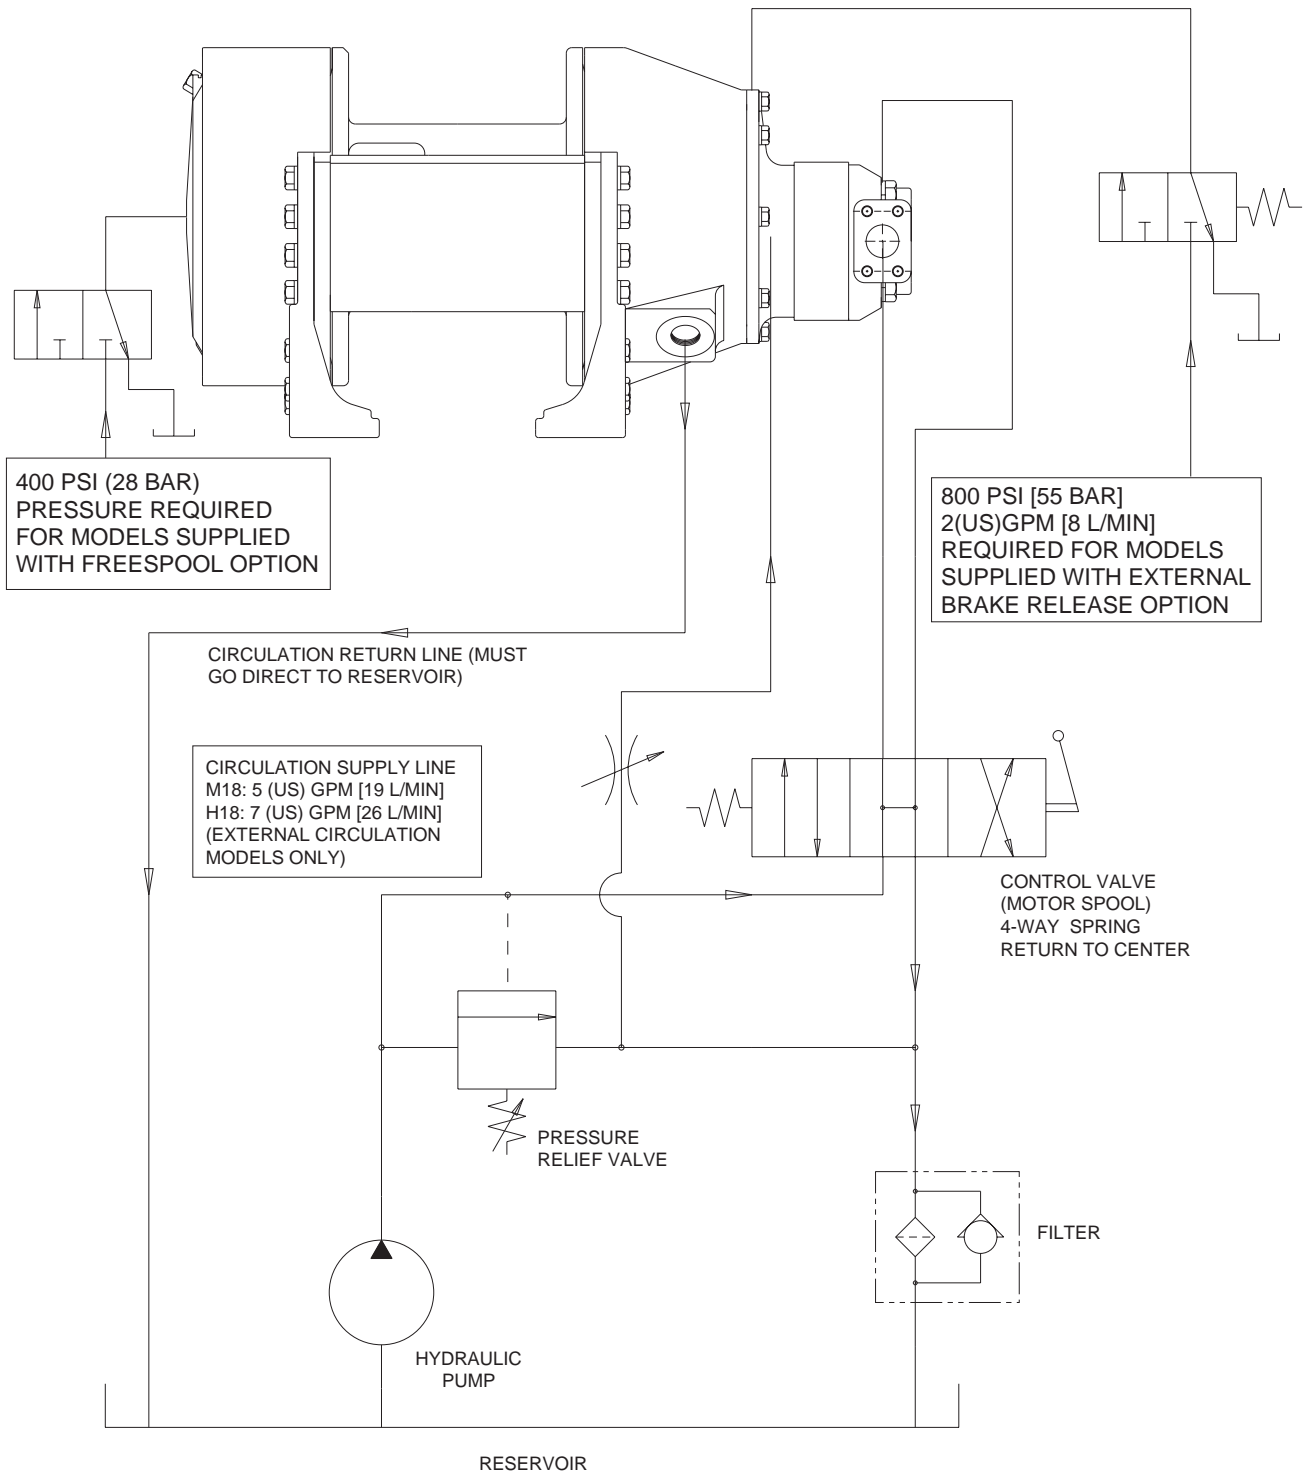 400 PSI (28 BAR)
PRESSURE REQUIRED
FOR MODELS SUPPLIED
WITH FREESPOOL OPTION
800 PSI [55 BAR]
2(US)GPM [8 L/MIN]
REQUIRED FOR MODELS
SUPPLIED WITH EXTERNAL
BRAKE RELEASE OPTION
CIRCULATION RETURN LINE (MUST
GO DIRECT TO RESERVOIR)
CIRCULATION SUPPLY LINE
M18: 5 (US) GPM [19 L/MIN]
H18: 7 (US) GPM [26 L/MIN]
(EXTERNAL CIRCULATION
MODELS ONLY)
CONTROL VALVE
(MOTOR SPOOL)
4-WAY SPRING
RETURN TO CENTER
PRESSURE
RELIEF VALVE
FILTER
HYDRAULIC
PUMP
RESERVOIR